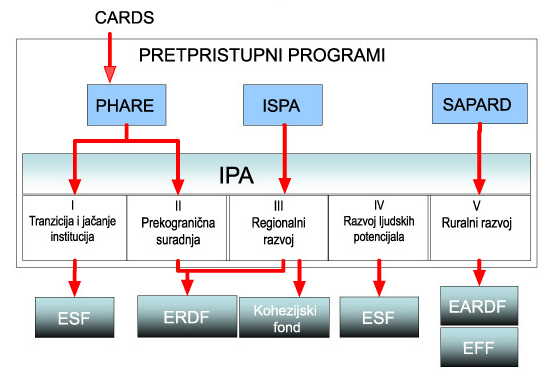 CARDS
PRETPRISTUPNI PROGRAMI
PHARE
ISPA
SAPARD
IPA
I
Tranzicija i jačanje
institucija
II
Prekogranična
suradnja
III
Regionalni
razvoj
IV
Razvoj ljudskih
potencijala
V
Ruralni razvoj
ESF
ERDF
Kohezijski
fond
ESF
EARDF
EFF